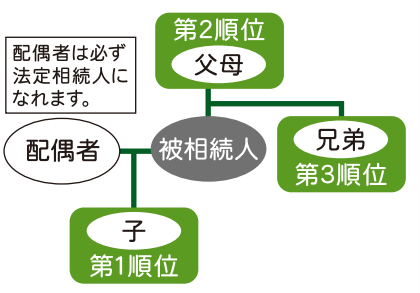 第2順位
父母
配偶者は必ず
法定相続人に
なれます。
配偶者
被相続人
兄弟
第3順位
子
第1順位